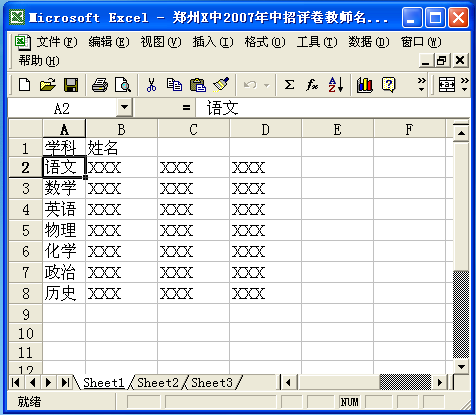 Microsoft Excel - 郑州X中2007年中招评卷教师名...
文件(F) 编辑(E) 视图(V) 插入(I) 格式(O) 工具(T) 数据(D) 窗口(W)
帮助(H)
A2 = 语文
A B C D E F
1 学科 姓名
2 语文 XXX XXX XXX
3 数学 XXX XXX XXX
4 英语 XXX XXX XXX
5 物理 XXX XXX XXX
6 化学 XXX XXX XXX
7 政治 XXX XXX XXX
8 历史 XXX XXX XXX
9
10
11
12
Sheet1 Sheet2 Sheet3
就绪 NUM